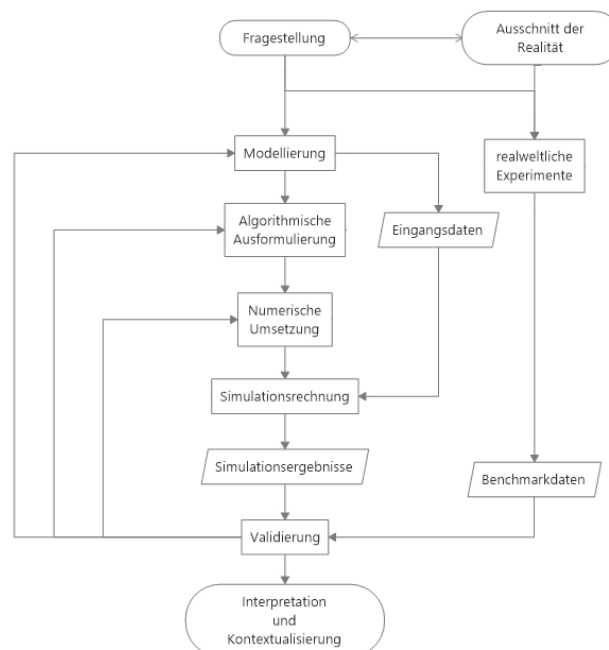 Fragestellung
Ausschnitt der
Realität
Modellierung
realweltliche
Experimente
Algorithmische
Ausformulierung
Eingangsdaten
Numerische
Umsetzung
Simulationsrechnung
Simulationsergebnisse
Benchmarkdaten
Validierung
Interpretation
und
Kontextualisierung